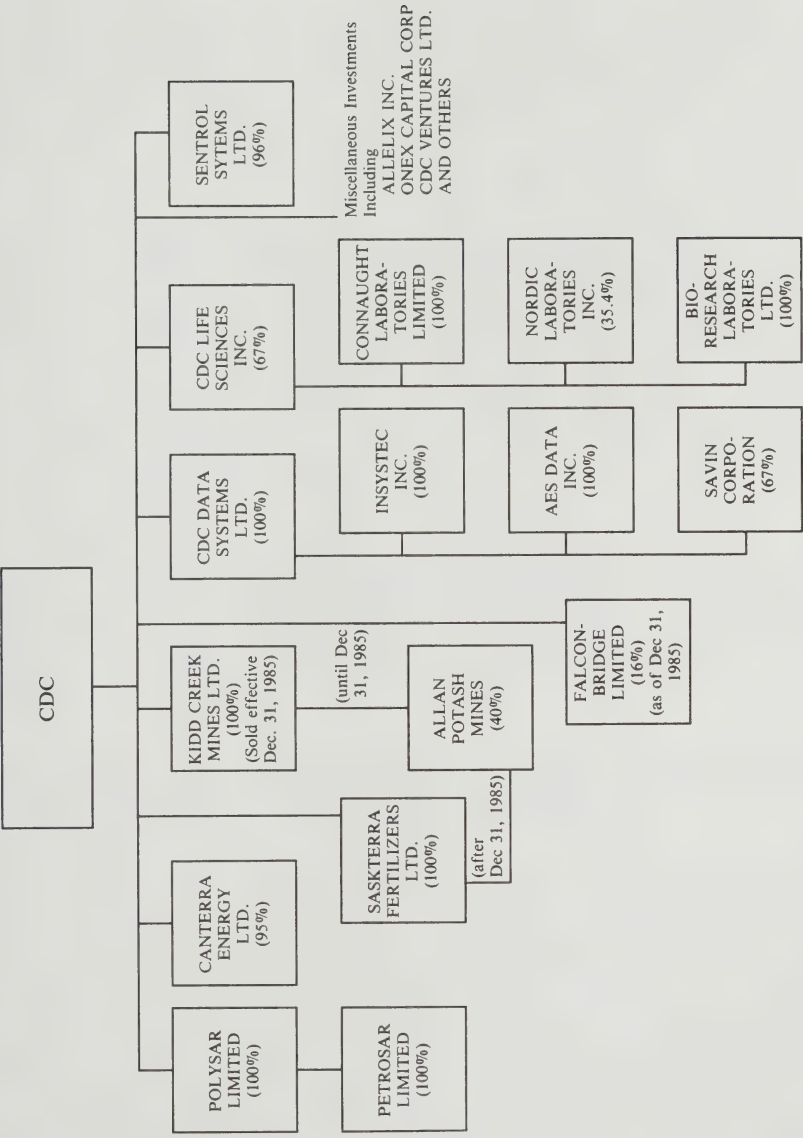 CDC
POLYSAR
LIMITED
(100%)
CANTERRA
ENERGY
LTD.
(95%)
KIDD CREEK
MINES LTD.
(100%)
(Sold effective
Dec. 31, 1985)
CDC DATA
SYSTEMS
LTD.
(100%)
CDC LIFE
SCIENCES
INC.
(67%)
SENTROL
SYTEMS
LTD.
(96%)
PETROSAR
LIMITED
(100%)
SASKTERRA
FERTILIZERS
LTD.
(100%)
(until Dec
31, 1985)
(after
Dec 31, 1985)
ALLAN
POTASH
MINES
(40%)
FALCON-
BRIDGE
LIMITED
(16%)
(as of Dec 31,
1985)
INSYSTEC
INC.
(100%)
AES DATA
INC.
(100%)
SAVIN
CORPO-
RATION
(67%)
CONNAUGHT
LABORA-
TORIES
LIMITED
(100%)
NORDIC
LABORA-
TORIES
INC.
(35.4%)
BIO-
RESEARCH
LABORA-
TORIES
LTD.
(100%)
Miscellaneous Investments
Including
ALLELIX INC.
ONEX CAPITAL CORP
CDC VENTURES LTD.
AND OTHERS